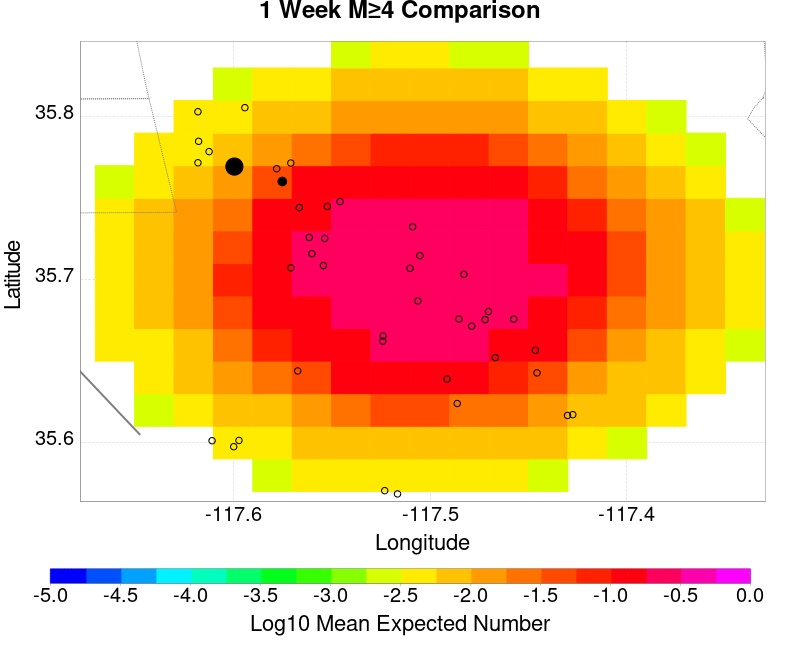 1 Week M≥4 Comparison
35.8
35.7
35.6
Latitude
-117.6 -117.5 -117.4
Longitude
-5.0 -4.5 -4.0 -3.5 -3.0 -2.5 -2.0 -1.5 -1.0 -0.5 0.0
Log10 Mean Expected Number